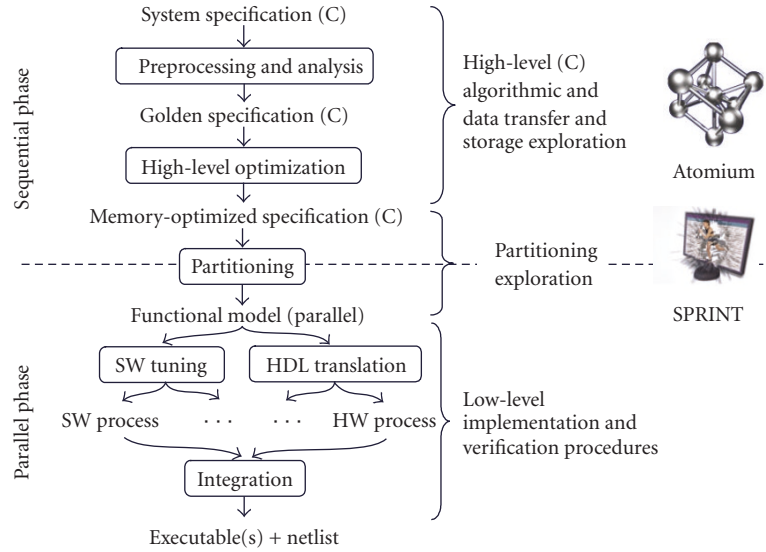 System specification (C)
Preprocessing and analysis
Golden specification (C)
High-level optimization
Memory-optimized specification (C)
Partitioning
Functional model (parallel)
SW tuning
HDL translation
SW process
· · ·
· · ·
HW process
Integration
Executable(s) + netlist
Sequential phase
Parallel phase
High-level (C)
algorithmic and
data transfer and
storage exploration
Partitioning
exploration
Low-level
implementation and
verification procedures
Atomium
SPRINT